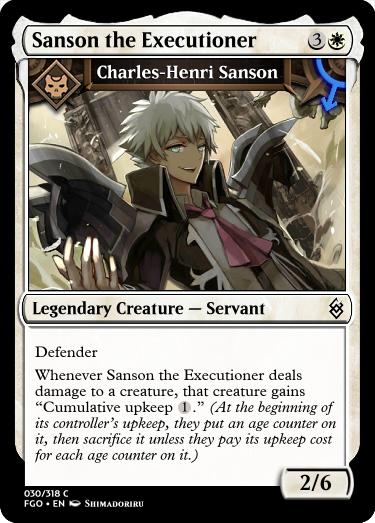 Sanson the Executioner 3
Charles-Henri Sanson
Legendary Creature — Servant
Defender
Whenever Sanson the Executioner deals
damage to a creature, that creature gains
“Cumulative upkeep 1.” (At the beginning of
its controller's upkeep, they put an age counter on
it, then sacrifice it unless they pay its upkeep cost
for each age counter on it.)
2/6
030/318 C
FGO • EN Shimadoriru